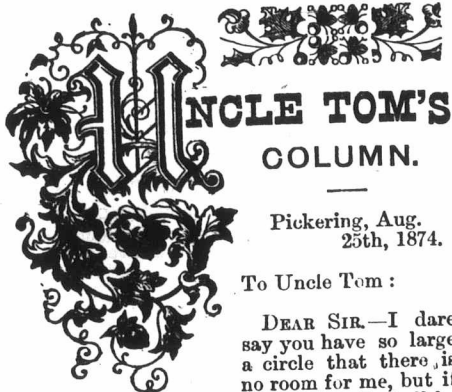 UNCLE TOM'S
COLUMN.
Pickering, Aug.
25th, 1874.
To Uncle Tom :
DEAR SIR.—I dare
say you have so large
a circle that there is
no room for me, but if